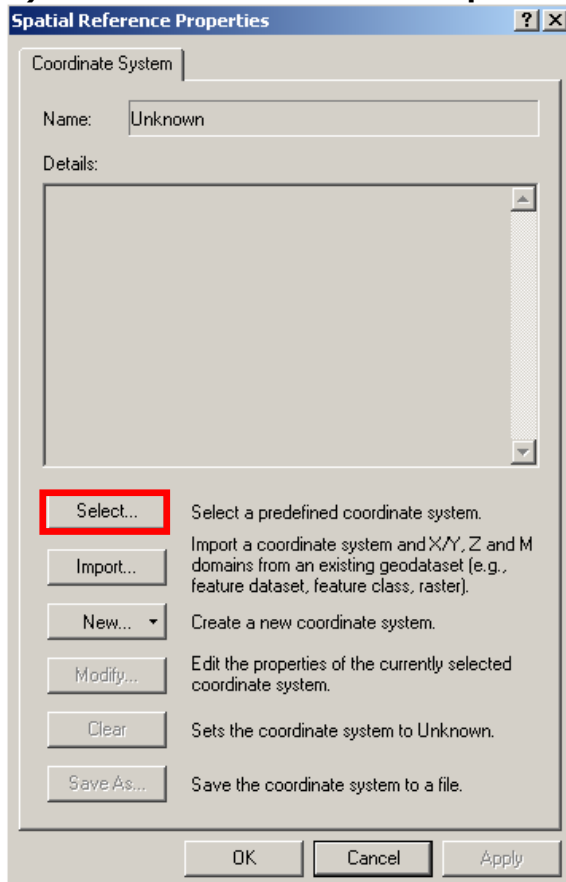 Spatial Reference Properties
Coordinate System
Name: Unknown
Details:
Select... Select a predefined coordinate system.
Import a coordinate system and X/Y, Z and M
Import... domains from an existing geodataset (e.g.,
feature dataset, feature class, raster).
New... Create a new coordinate system.
Edit the properties of the currently selected
Modify... coordinate system.
Clear Sets the coordinate system to Unknown.
Save As... Save the coordinate system to a file.
OK Cancel Apply